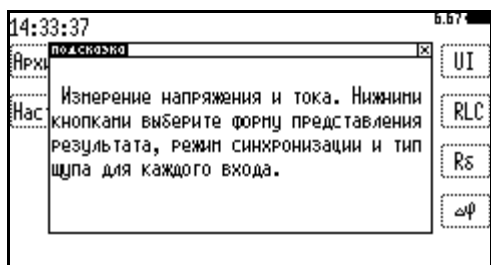 14:33:37
6.67
подсказка
Архи
UI
Измерение напряжения и тока. Нижними
Нас
RLC
кнопками выберите форму представления
результата, режим синхронизации и тип
Rδ
щупа для каждого входа.
△φ